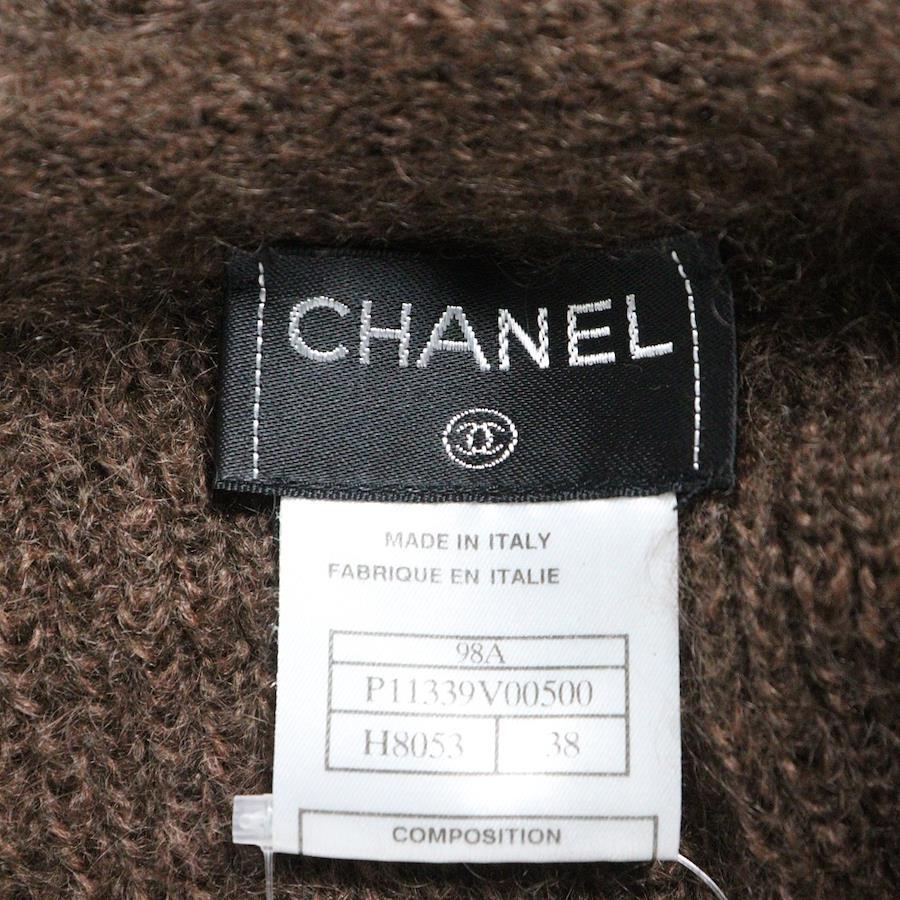 CHANEL
MADE IN ITALY
FABRIQUE EN ITALIE
98A
P11339V00500
H8053 38
COMPOSITION